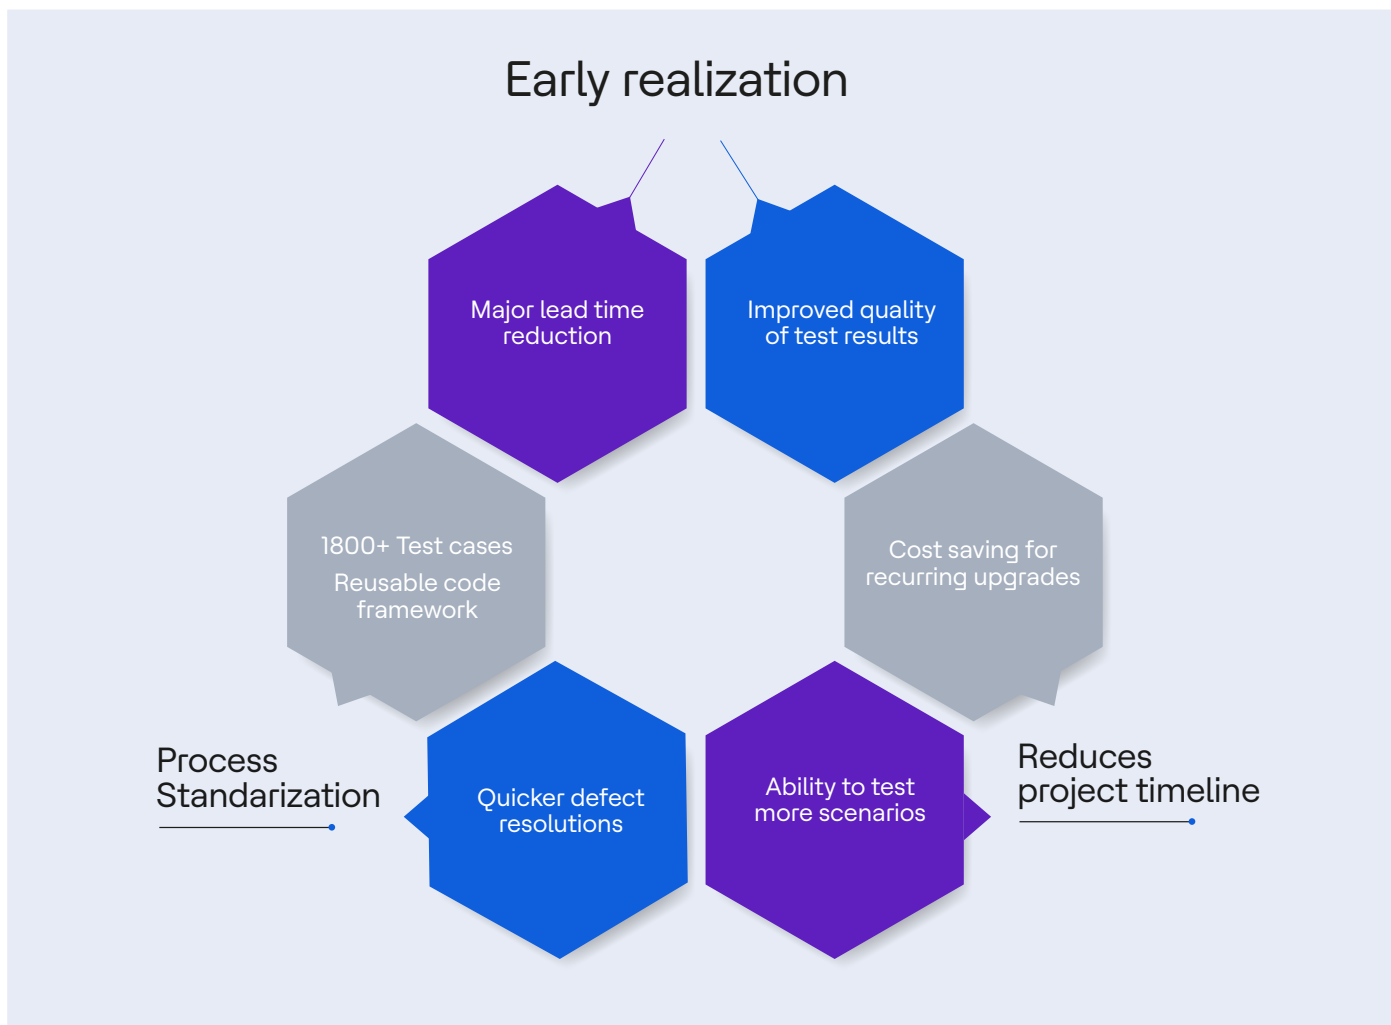 Early realization
Major lead time
reduction
Improved quality
of test results
1800+ Test cases
Reusable code
framework
Cost saving for
recurring upgrades
Process
Standarization
Quicker defect
resolutions
Ability to test
more scenarios
Reduces
project timeline